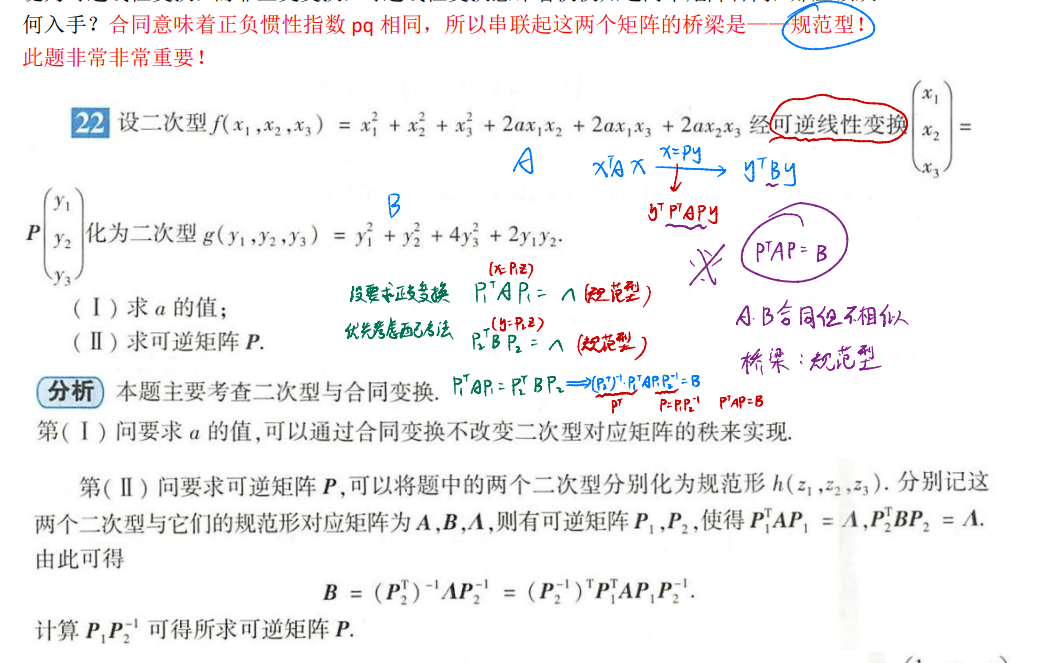 何入手？合同意味着正负惯性指数 pq 相同，所以串联起这两个矩阵的桥梁是——规范型！
此题非常非常重要！
22 设二次型 f(x₁,x₂,x₃) = x₁² + x₂² + x₃² + 2ax₁x₂ + 2ax₁x₃ + 2ax₂x₃ 经可逆线性变换 (x₁ x₂ x₃) =
A xᵀAx x=Py yᵀBy
yᵀPᵀAPy
B
P (y₁ y₂ y₃) 化为二次型 g(y₁,y₂,y₃) = y₁² + y₂² + 4y₃² + 2y₁y₂.
PᵀAP = B
(x=P₁z)
没要求正交变换 P₁ᵀAP₁ = Λ (规范型)
(Ⅰ) 求 a 的值;
A.B合同但不相似
(y=P₂z)
优先考虑配方法 P₂ᵀBP₂ = Λ (规范型)
(Ⅱ) 求可逆矩阵 P.
桥梁：规范型
分析 本题主要考查二次型与合同变换.
P₁ᵀAP₁ = P₂ᵀBP₂ ⟹ (P₂ᵀ)⁻¹·P₁ᵀAP₁P₂⁻¹ = B
Pᵀ P=P₁P₂⁻¹ PᵀAP=B
第(Ⅰ)问要求 a 的值,可以通过合同变换不改变二次型对应矩阵的秩来实现.
第(Ⅱ)问要求可逆矩阵 P,可以将题中的两个二次型分别化为规范形 h(z₁,z₂,z₃). 分别记这
两个二次型与它们的规范形对应矩阵为 A,B,Λ,则有可逆矩阵 P₁,P₂,使得 P₁ᵀAP₁ = Λ,P₂ᵀBP₂ = Λ.
由此可得
B = (P₂ᵀ)⁻¹ΛP₂⁻¹ = (P₂⁻¹)ᵀP₁ᵀAP₁P₂⁻¹.
计算 P₁P₂⁻¹ 可得所求可逆矩阵 P.